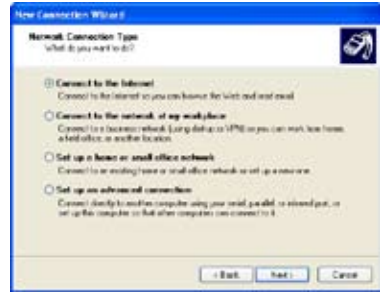 New Connection Wizard
Network Connection Type
What do you want to do?
Connect to the Internet
Connect to the Internet so you can browse the Web and read email.
Connect to the network at my workplace
Connect to a business network (using dial-up or VPN) so you can work from home,
a field office, or another location.
Set up a home or small office network
Connect to an existing home or small office network or set up a new one.
Set up an advanced connection
Connect directly to another computer using your serial, parallel, or infrared port, or
set up this computer so that other computers can connect to it.
< Back
Next >
Cancel